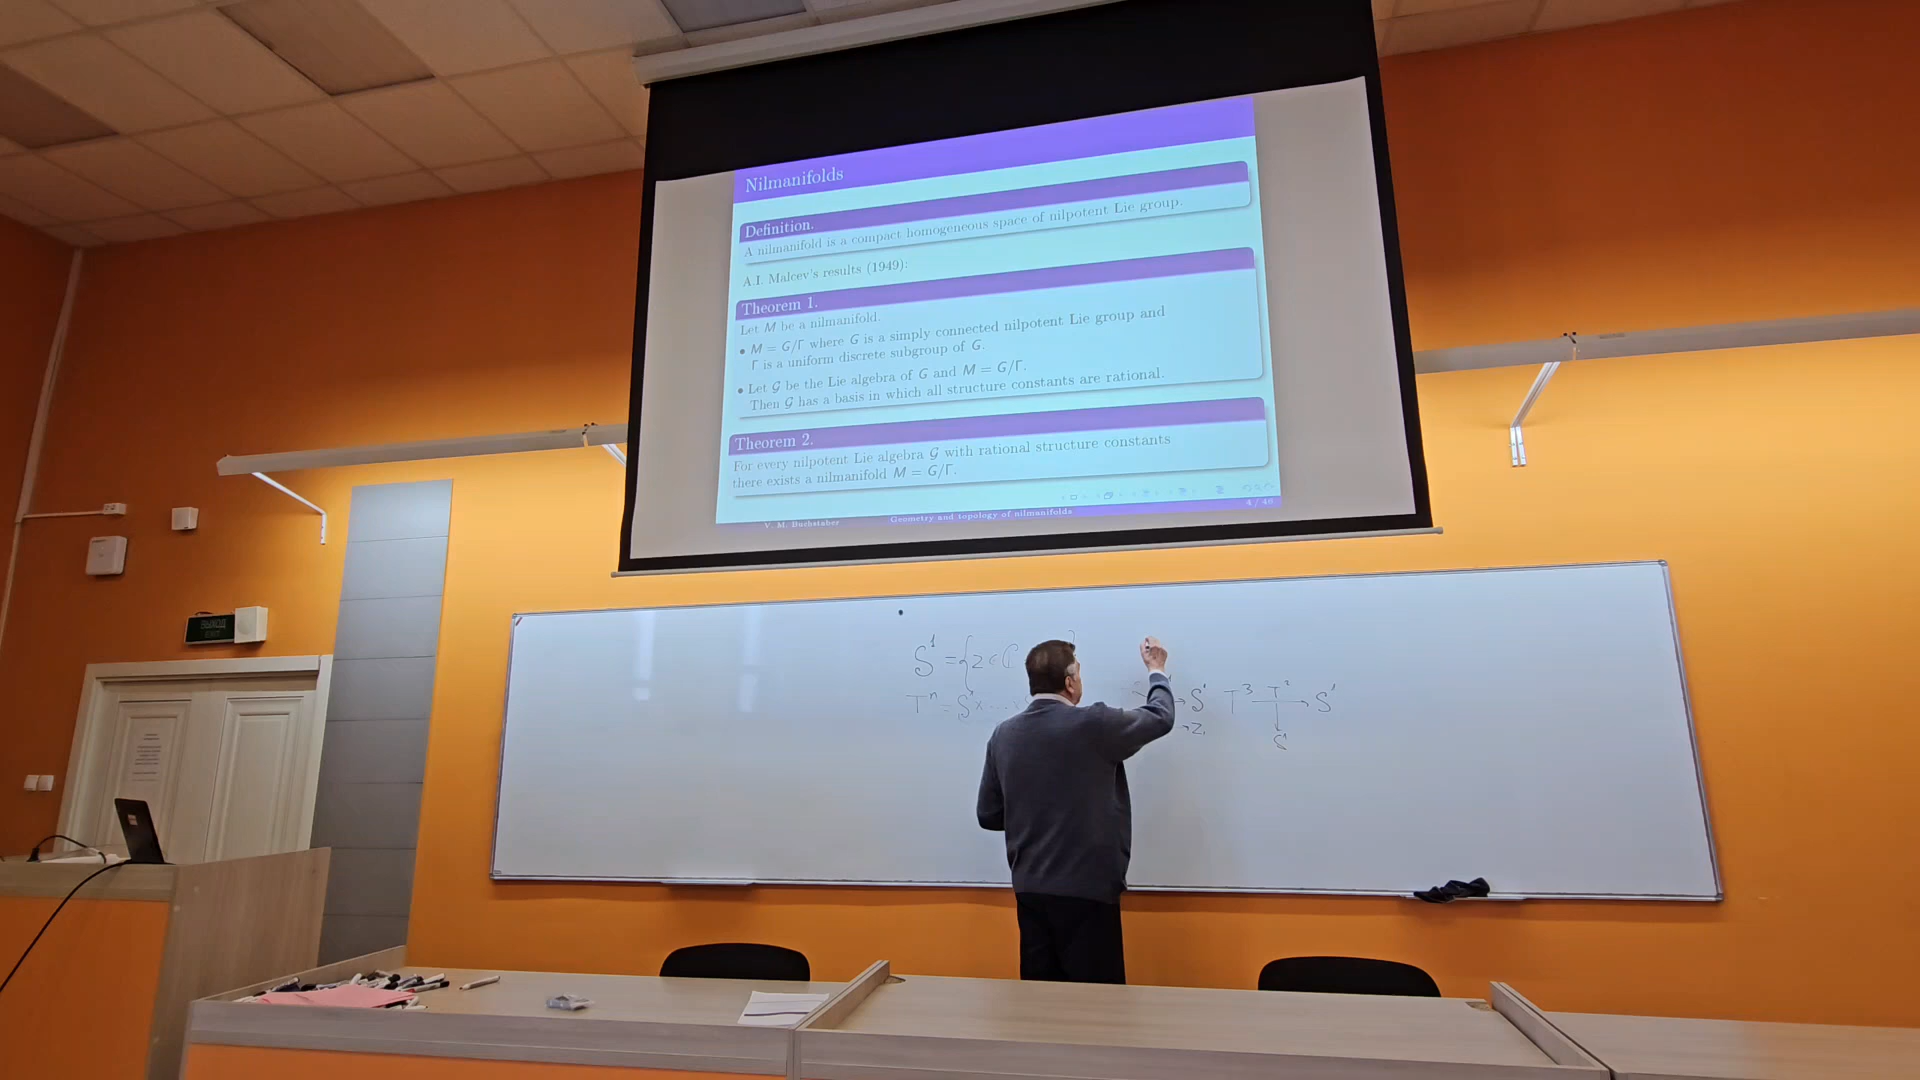 Nilmanifolds
Definition.
A nilmanifold is a compact homogeneous space of nilpotent Lie group.
A.I. Malcev's results (1949):
Theorem 1.
Let M be a nilmanifold.
• M = G/Γ where G is a simply connected nilpotent Lie group and
Γ is a uniform discrete subgroup of G.
• Let 𝒢 be the Lie algebra of G and M = G/Γ.
Then 𝒢 has a basis in which all structure constants are rational.
Theorem 2.
For every nilpotent Lie algebra 𝒢 with rational structure constants
there exists a nilmanifold M = G/Γ.
4 / 46
V. M. Buchstaber Geometry and topology of nilmanifolds
ВЫХОД
S¹ = {z ∈ ℂ
Tⁿ = S¹ × ... → S¹ T³ T² → S¹
→ z₁ ↓
S¹